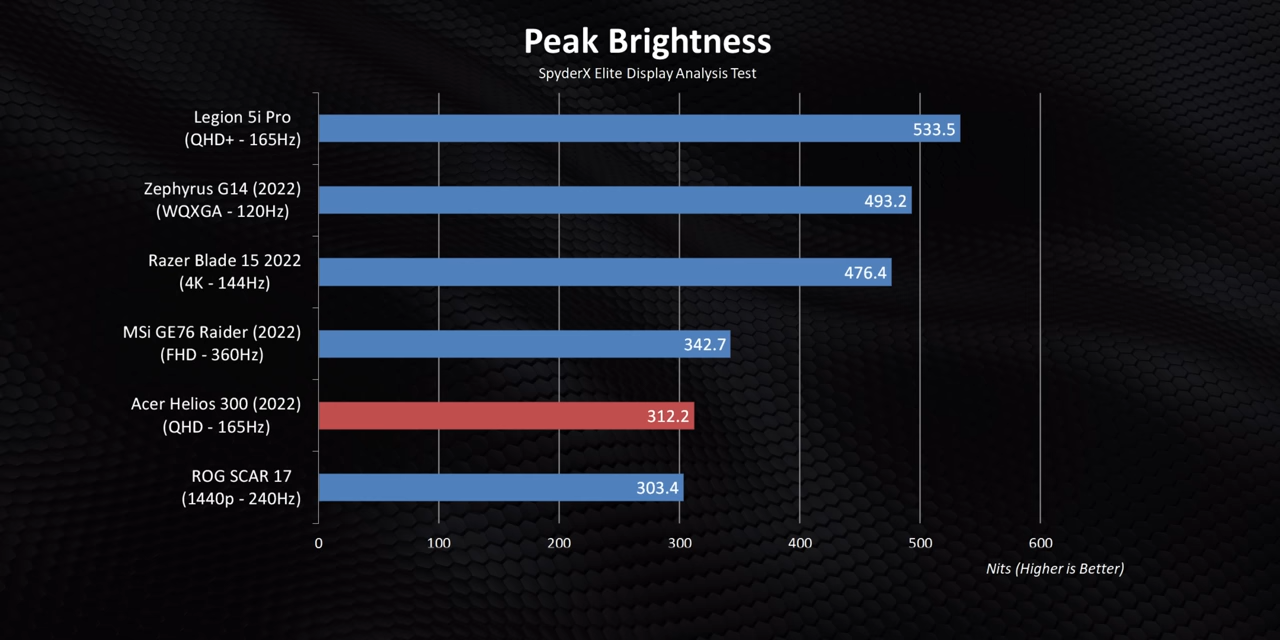 Peak Brightness
SpyderX Elite Display Analysis Test
Legion 5i Pro
(QHD+ - 165Hz)
533.5
Zephyrus G14 (2022)
(WQXGA - 120Hz)
493.2
Razer Blade 15 2022
(4K - 144Hz)
476.4
MSi GE76 Raider (2022)
(FHD - 360Hz)
342.7
Acer Helios 300 (2022)
(QHD - 165Hz)
312.2
ROG SCAR 17
(1440p - 240Hz)
303.4
0 100 200 300 400 500 600
Nits (Higher is Better)